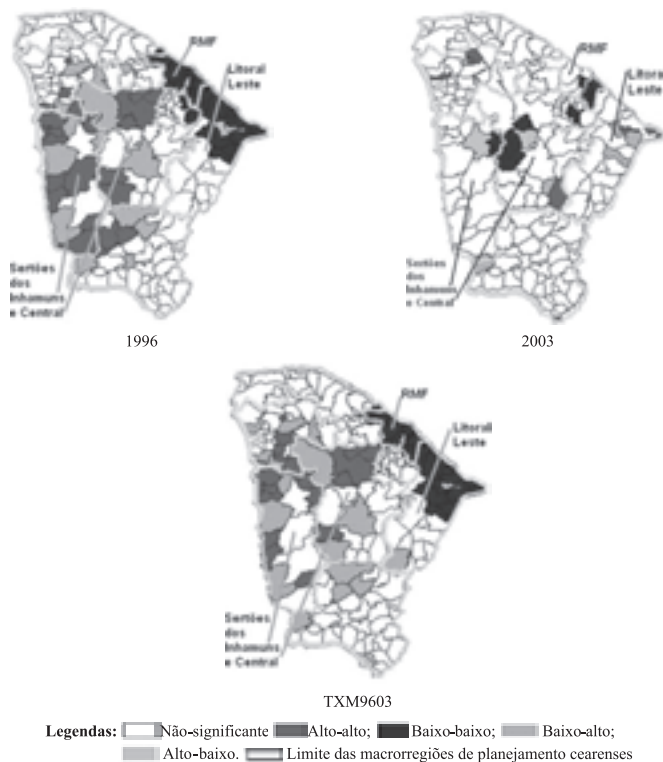 RMF
Litoral
Leste
Sertões
dos
Inhamuns
e Central
1996
RMF
Litora
Leste
Sertões
dos
Inhamuns
e Central
2003
RMF
Litoral
Leste
Sertões
dos
Inhamuns
e Central
TXM9603
Legendas: Não-significante Alto-alto; Baixo-baixo; Baixo-alto;
Alto-baixo. Limite das macrorregiões de planejamento cearenses